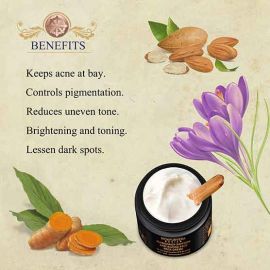 BENEFITS
Keeps acne at bay.
Controls pigmentation.
Reduces uneven tone.
Brightening and toning.
Lessen dark spots.